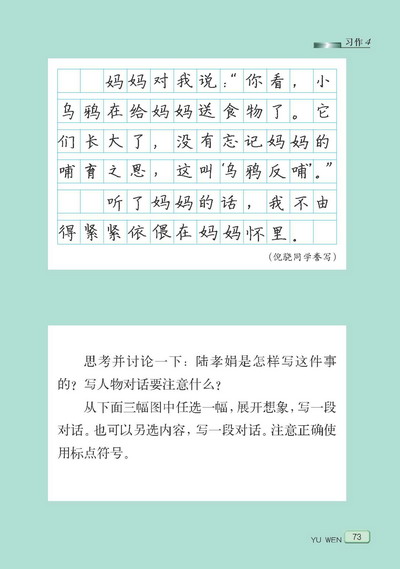 习作4
妈妈对我说：“你看，小
乌鸦在给妈妈送食物了。它
们长大了，没有忘记妈妈的
哺育之恩，这叫‘乌鸦反哺’。”
听了妈妈的话，我不由
得紧紧依偎在妈妈怀里。
（倪骁同学誊写）
思考并讨论一下：陆孝娟是怎样写这件事
的？写人物对话要注意什么？
从下面三幅图中任选一幅，展开想象，写一段
对话。也可以另选内容，写一段对话。注意正确使
用标点符号。
YU WEN 73